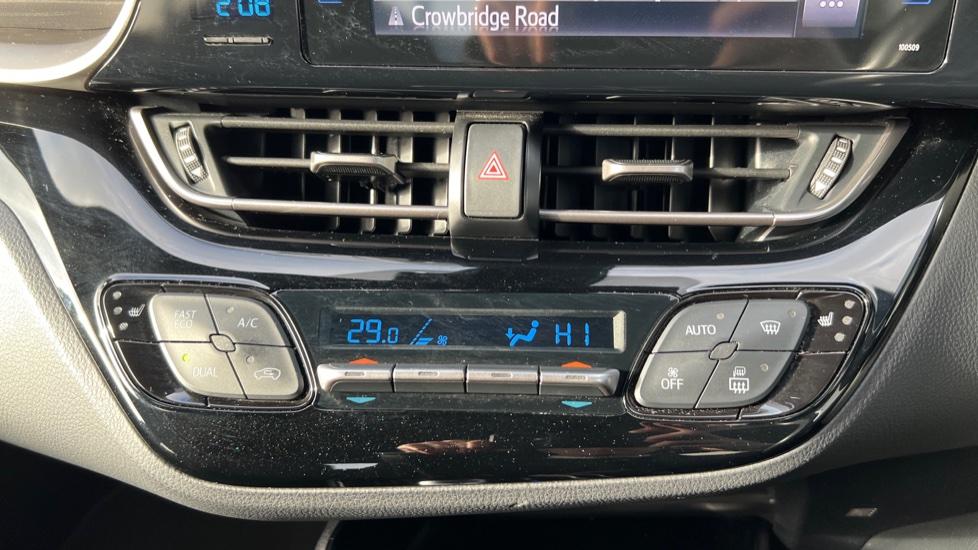 2:08
Crowbridge Road
100509
FAST
ECO
A/C
DUAL
29.0
HI
AUTO
OFF